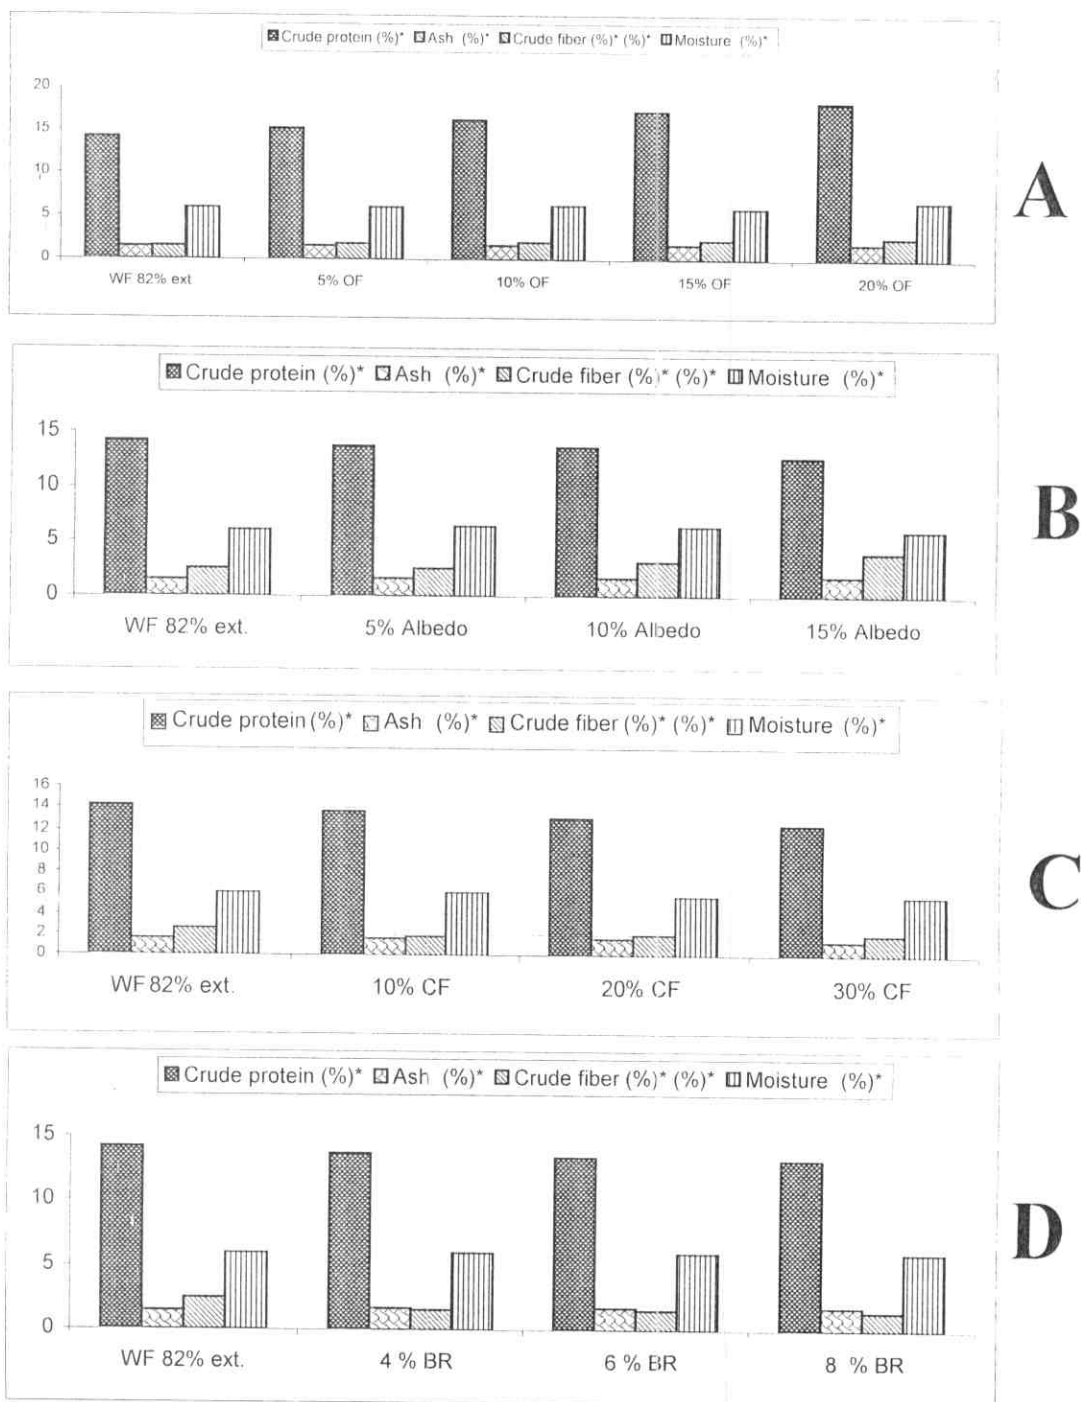 Crude protein (%)* Ash (%)* Crude fiber (%)* (%)* Moisture (%)*
20
15
10
5
0
WF 82% ext 5% OF 10% OF 15% OF 20% OF
A
Crude protein (%)* Ash (%)* Crude fiber (%)* (%)* Moisture (%)*
15
10
5
0
WF 82% ext. 5% Albedo 10% Albedo 15% Albedo
B
Crude protein (%)* Ash (%)* Crude fiber (%)* (%)* Moisture (%)*
16
14
12
10
8
6
4
2
0
WF 82% ext. 10% CF 20% CF 30% CF
C
Crude protein (%)* Ash (%)* Crude fiber (%)* (%)* Moisture (%)*
15
10
5
0
WF 82% ext. 4 % BR 6 % BR 8 % BR
D